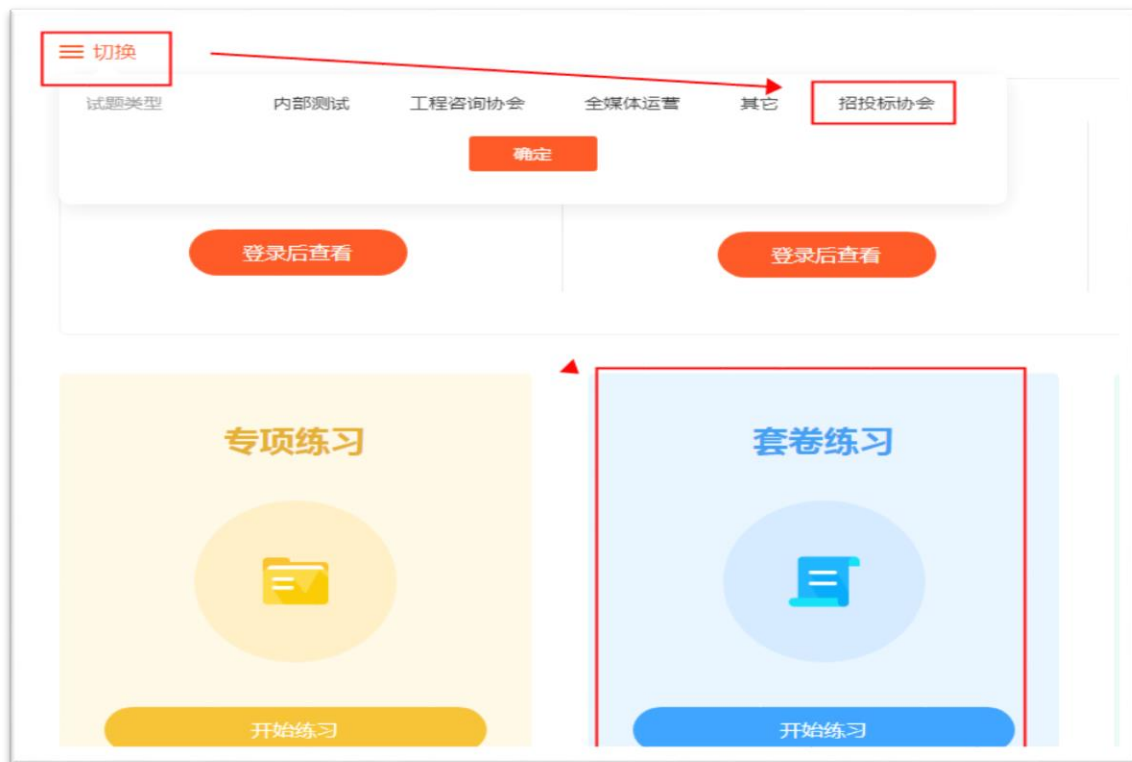 切换
试题类型 内部测试 工程咨询协会 全媒体运营 其它 招投标协会
确定
登录后查看 登录后查看
专项练习 套卷练习
开始练习 开始练习